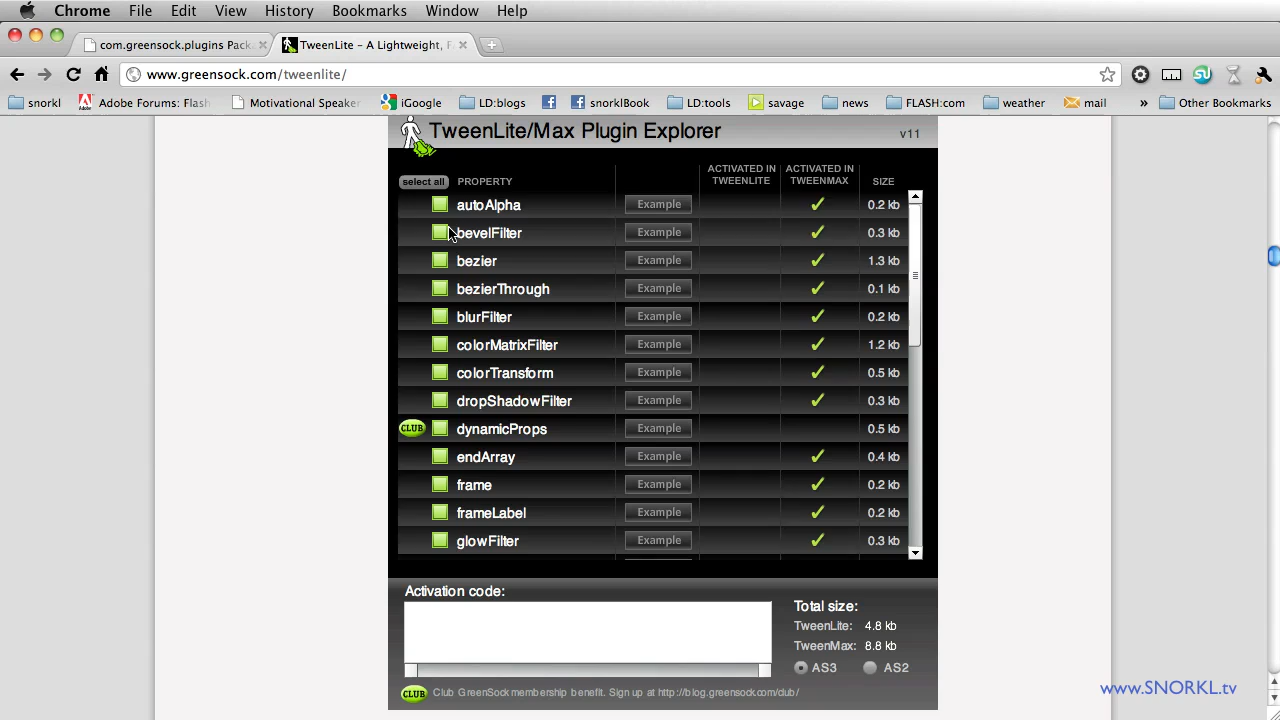 Chrome File Edit View History Bookmarks Window Help
com.greensock.plugins Pack
TweenLite – A Lightweight, F
www.greensock.com/tweenlite/
snorkl Adobe Forums: Flash Motivational Speaker iGoogle LD:blogs snorklBook LD:tools Stage news FLASH:com weather mail » Other Bookmarks
TweenLite/Max Plugin Explorer v11
select all PROPERTY ACTIVATED IN TWEENLITE ACTIVATED IN TWEENMAX SIZE
autoAlpha Example ✓ 0.2 kb
bevelFilter Example ✓ 0.3 kb
bezier Example ✓ 1.3 kb
bezierThrough Example ✓ 0.1 kb
blurFilter Example ✓ 0.2 kb
colorMatrixFilter Example ✓ 1.2 kb
colorTransform Example ✓ 0.5 kb
dropShadowFilter Example ✓ 0.3 kb
CLUB dynamicProps Example 0.5 kb
endArray Example ✓ 0.4 kb
frame Example ✓ 0.2 kb
frameLabel Example ✓ 0.2 kb
glowFilter Example ✓ 0.3 kb
Activation code:
Total size:
TweenLite: 4.8 kb
TweenMax: 8.8 kb
AS3 AS2
CLUB Club GreenSock membership benefit. Sign up at http://blog.greensock.com/club/
www.SNORKL.tv